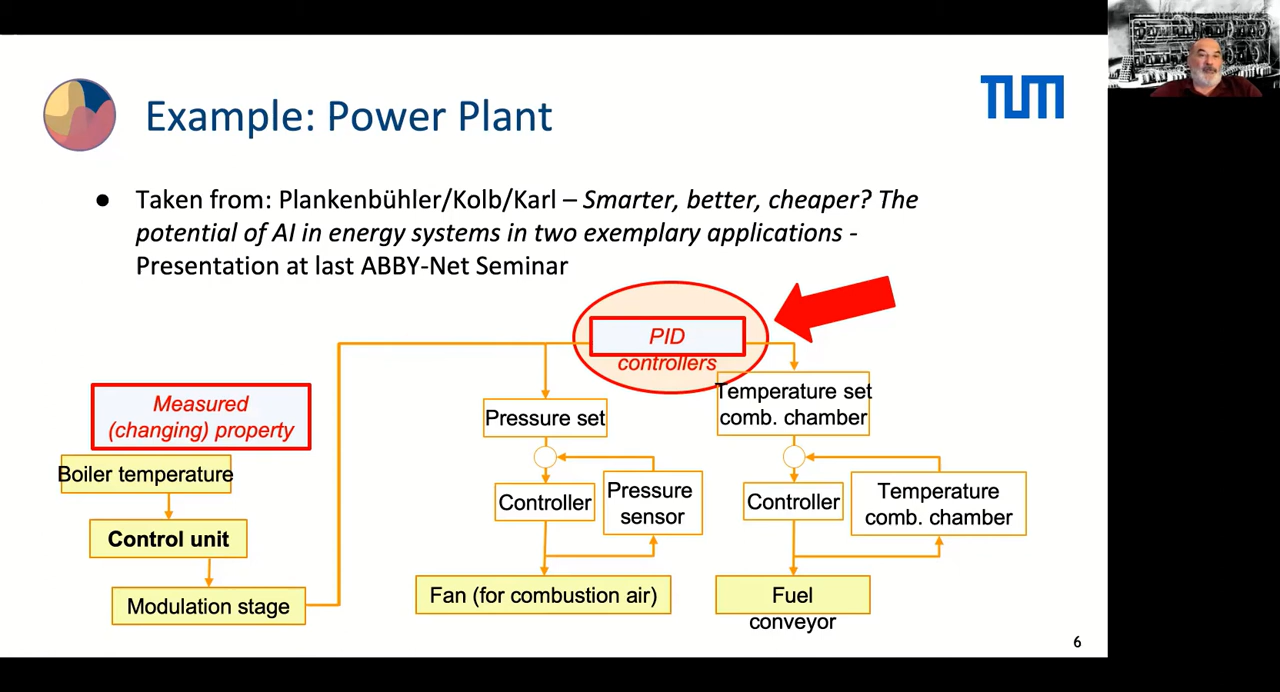 TUM
Example: Power Plant
● Taken from: Plankenbühler/Kolb/Karl – Smarter, better, cheaper? The
potential of AI in energy systems in two exemplary applications -
Presentation at last ABBY-Net Seminar
PID
controllers
Measured
(changing) property
Temperature set
comb. chamber
Pressure set
Boiler temperature
Controller
Pressure
sensor
Controller
Temperature
comb. chamber
Control unit
Modulation stage
Fan (for combustion air)
Fuel
conveyor
6